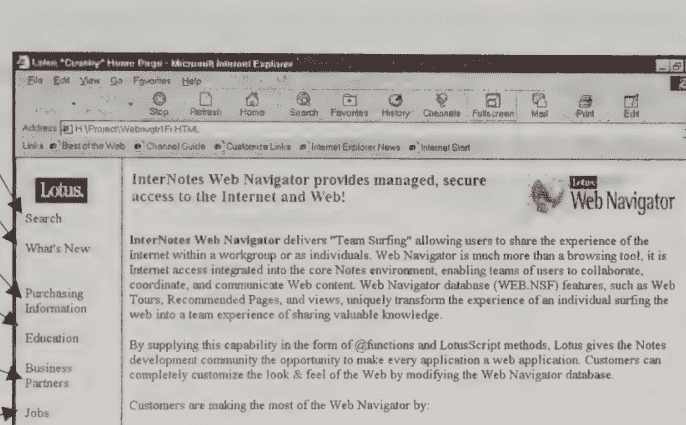 Lotus "Country" Home Page - Microsoft Internet Explorer
File Edit View Go Favorites Help
Stop Refresh Home Search Favorites History Channels Fullscreen Mail Print Edit
Address H:\Project\Webnvgtr1Fr HTML
Links Best of the Web Channel Guide Customize Links Internet Explorer News Internet Start
Lotus.
Search
What's New
Purchasing
Information
Education
Business
Partners
Jobs
InterNotes Web Navigator provides managed, secure
access to the Internet and Web!
Lotus
Web Navigator
InterNotes Web Navigator delivers "Team Surfing" allowing users to share the experience of the
Internet within a workgroup or as individuals. Web Navigator is much more than a browsing tool, it is
Internet access integrated into the core Notes environment, enabling teams of users to collaborate,
coordinate, and communicate Web content. Web Navigator database (WEB.NSF) features, such as Web
Tours, Recommended Pages, and views, uniquely transform the experience of an individual surfing the
web into a team experience of sharing valuable knowledge.
By supplying this capability in the form of @functions and LotusScript methods, Lotus gives the Notes
development community the opportunity to make every application a web application. Customers can
completely customize the look & feel of the Web by modifying the Web Navigator database.
Customers are making the most of the Web Navigator by: